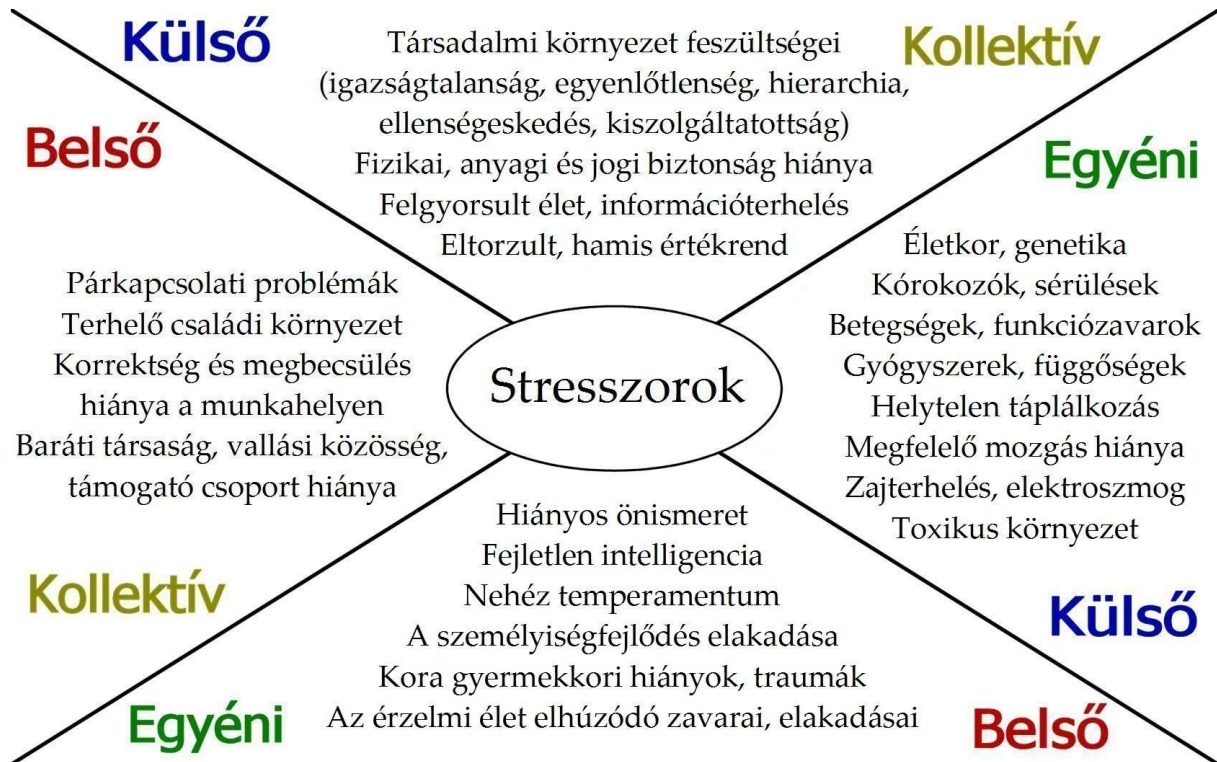 Külső
Kollektív
Társadalmi környezet feszültségei
(igazságtalanság, egyenlőtlenség, hierarchia,
ellenségeskedés, kiszolgáltatottság)
Fizikai, anyagi és jogi biztonság hiánya
Felgyorsult élet, információterhelés
Eltorzult, hamis értékrend
Belső
Párkapcsolati problémák
Terhelő családi környezet
Korrektség és megbecsülés
hiánya a munkahelyen
Baráti társaság, vallási közösség,
támogató csoport hiánya
Kollektív
Stresszorok
Egyéni
Életkor, genetika
Kórokozók, sérülések
Betegségek, funkciózavarok
Gyógyszerek, függőségek
Helytelen táplálkozás
Megfelelő mozgás hiánya
Zajterhelés, elektroszmog
Toxikus környezet
Külső
Hiányos önismeret
Fejletlen intelligencia
Nehéz temperamentum
A személyiségfejlődés elakadása
Kora gyermekkori hiányok, traumák
Az érzelmi élet elhúzódó zavarai, elakadásai
Egyéni
Belső